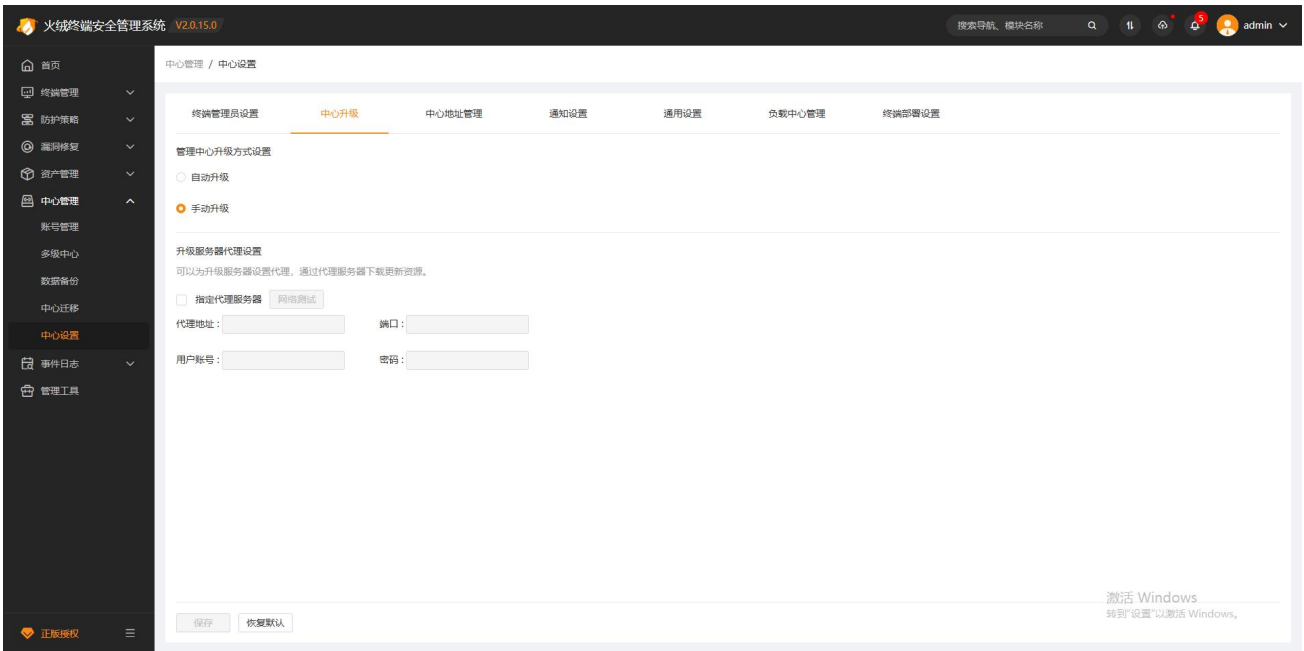 火绒终端安全管理系统 V2.0.15.0
搜索导航、模块名称
5
admin
首页
终端管理
防护策略
漏洞修复
资产管理
中心管理
账号管理
多级中心
数据备份
中心迁移
中心设置
事件日志
管理工具
正版授权
中心管理 / 中心设置
终端管理员设置 中心升级 中心地址管理 通知设置 通用设置 负载中心管理 终端部署设置
管理中心升级方式设置
自动升级
手动升级
升级服务器代理设置
可以为升级服务器设置代理，通过代理服务器下载更新资源。
指定代理服务器 网络测试
代理地址： 端口：
用户账号： 密码：
保存 恢复默认
激活 Windows
转到"设置"以激活 Windows。